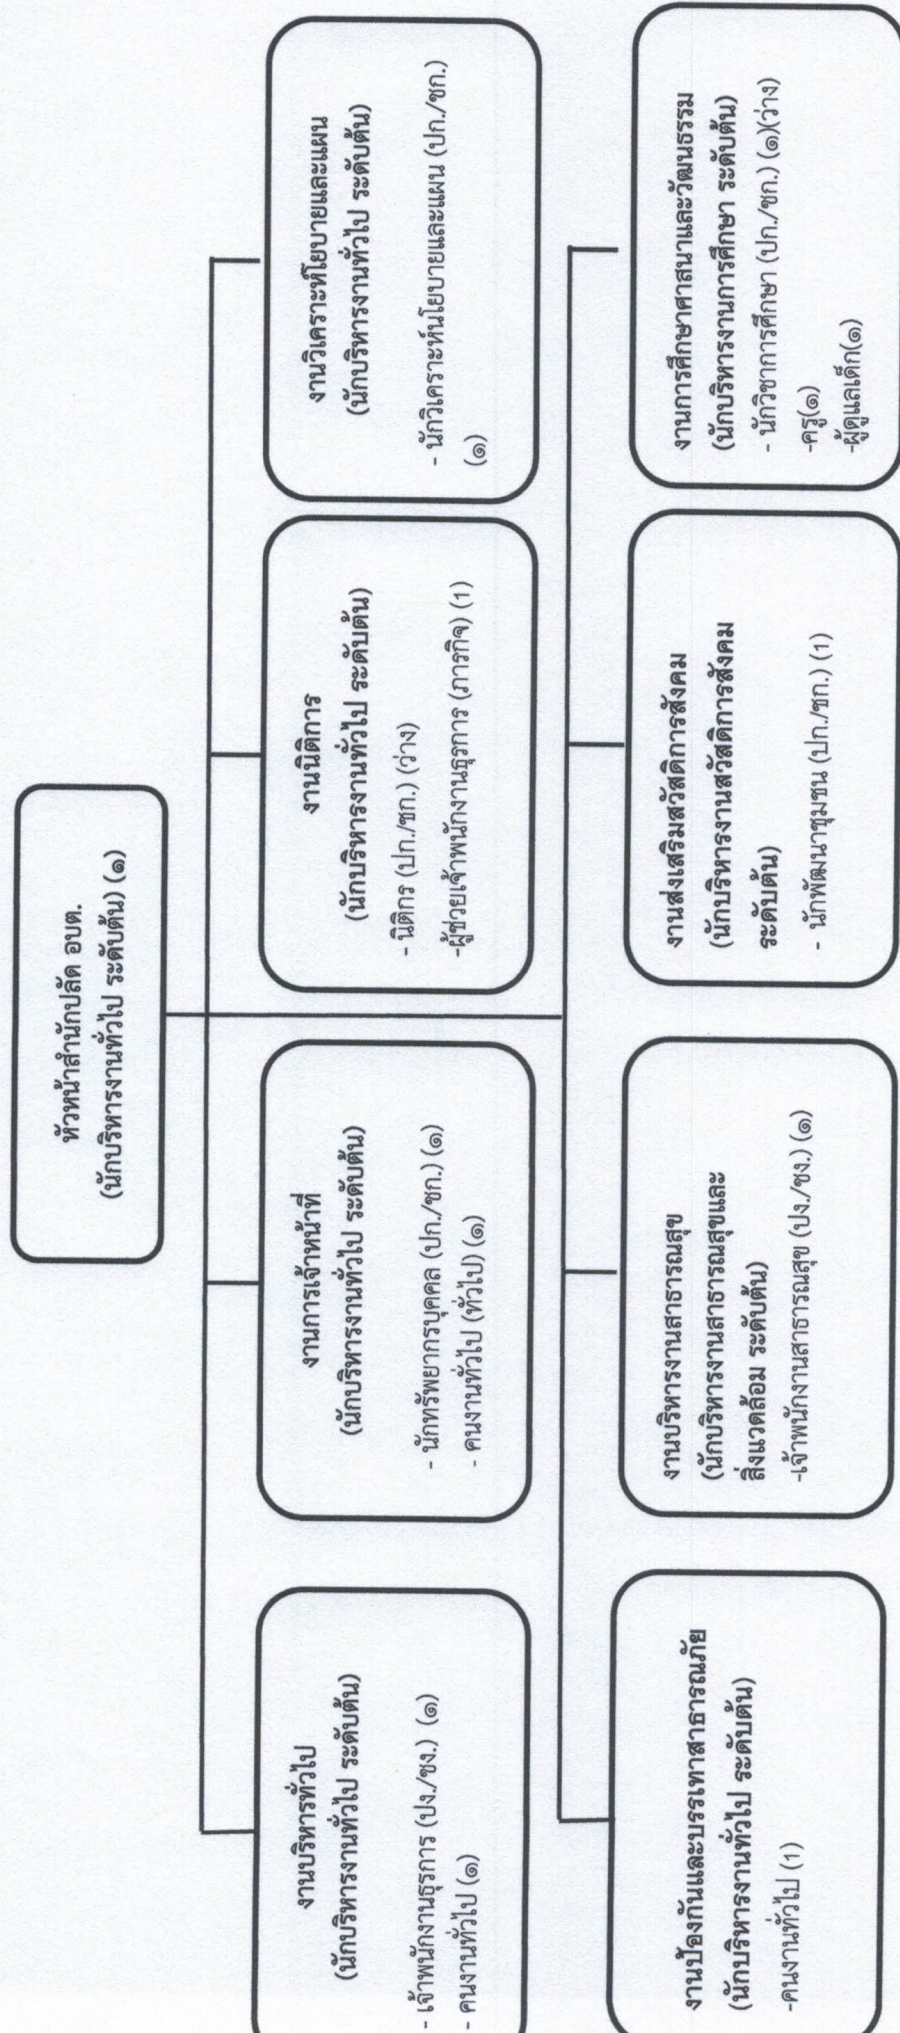 หัวหน้าสำนักปลัด อบต.
(นักบริหารงานทั่วไป ระดับต้น) (๑)
งานบริหารทั่วไป
(นักบริหารงานทั่วไป ระดับต้น)
- เจ้าพนักงานธุรการ (ปง./ชง.) (๑)
- คนงานทั่วไป (๑)
งานการเจ้าหน้าที่
(นักบริหารงานทั่วไป ระดับต้น)
- นักทรัพยากรบุคคล (ปก./ชก.) (๑)
- คนงานทั่วไป (ทั่วไป) (๑)
งานนิติการ
(นักบริหารงานทั่วไป ระดับต้น)
- นิติกร (ปก./ชก.) (ว่าง)
-ผู้ช่วยเจ้าพนักงานธุรการ (ภารกิจ) (1)
งานวิเคราะห์โยบายและแผน
(นักบริหารงานทั่วไป ระดับต้น)
- นักวิเคราะห์นโยบายและแผน (ปก./ชก.)
(๑)
งานป้องกันและบรรเทาสาธารณภัย
(นักบริหารงานทั่วไป ระดับต้น)
-คนงานทั่วไป (1)
งานบริหารงานสาธารณสุข
(นักบริหารงานสาธารณสุขและ
สิ่งแวดล้อม ระดับต้น)
-เจ้าพนักงานสาธารณสุข (ปง./ชง.) (๑)
งานส่งเสริมสวัสดิการสังคม
(นักบริหารงานสวัสดิการสังคม
ระดับต้น)
- นักพัฒนาชุมชน (ปก./ชก.) (1)
งานการศึกษาศาสนาและวัฒนธรรม
(นักบริหารงานการศึกษา ระดับต้น)
- นักวิชาการศึกษา (ปก./ชก.) (๑)(ว่าง)
-ครู(๑)
-ผู้ดูแลเด็ก(๑)